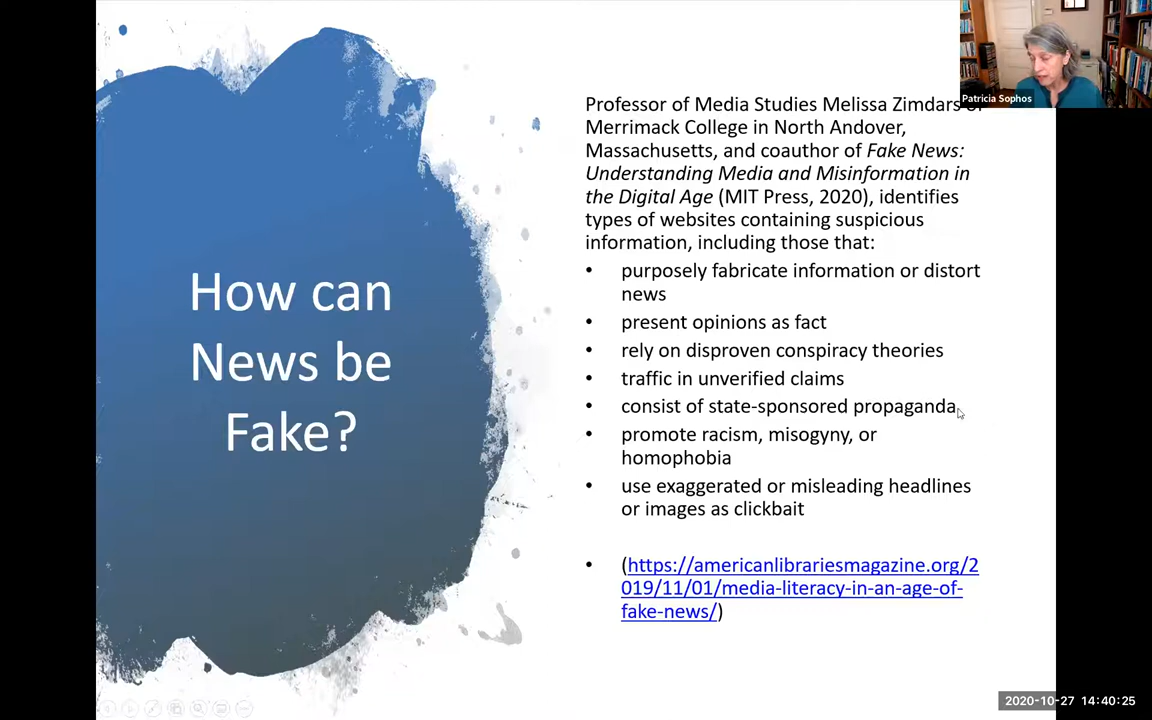 How can
News be
Fake?
Professor of Media Studies Melissa Zimdars of
Merrimack College in North Andover,
Massachusetts, and coauthor of Fake News:
Understanding Media and Misinformation in
the Digital Age (MIT Press, 2020), identifies
types of websites containing suspicious
information, including those that:
• purposely fabricate information or distort
news
• present opinions as fact
• rely on disproven conspiracy theories
• traffic in unverified claims
• consist of state-sponsored propaganda
• promote racism, misogyny, or
homophobia
• use exaggerated or misleading headlines
or images as clickbait
• (https://americanlibrariesmagazine.org/2
019/11/01/media-literacy-in-an-age-of-
fake-news/)
Patricia Sophos
2020-10-27 14:40:25